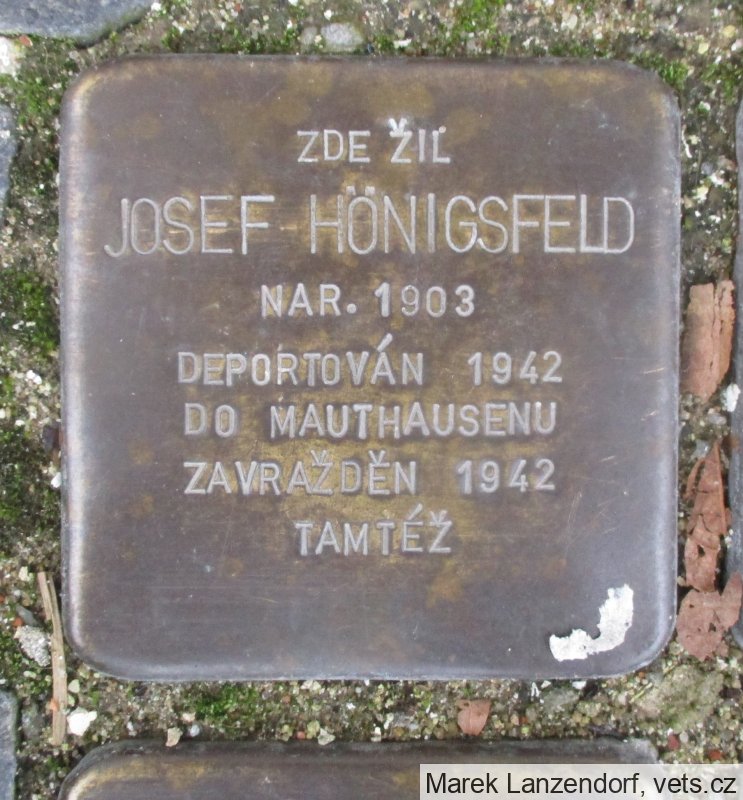 ZDE ŽIL
JOSEF HÖNIGSFELD
NAR. 1903
DEPORTOVÁN 1942
DO MAUTHAUSENU
ZAVRAŽDĚN 1942
TAMTÉŽ
Marek Lanzendorf, vets.cz